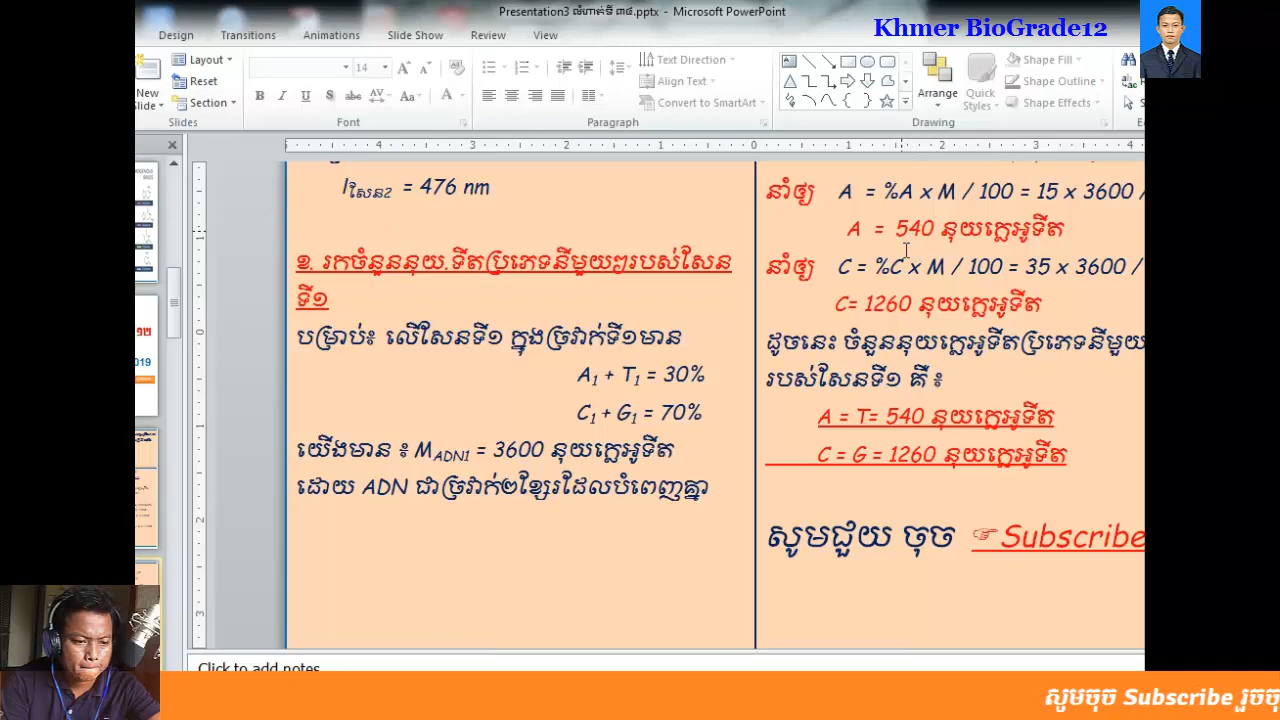 Presentation3 លំហាត់ទី ៣៤.pptx - Microsoft PowerPoint
Khmer BioGrade12
Design Transitions Animations Slide Show Review View
Layout
Reset
Section
New
Slide
14
Text Direction
Align Text
Convert to SmartArt
Arrange
Quick
Styles
Shape Fill
Shape Outline
Shape Effects
Slides Font Paragraph Drawing
lសែន2 = 476 nm
ខ. រកចំនួននុយ.ទីតប្រភេទនីមួយៗរបស់សែន
ទី១
បម្រាប់៖ លើសែនទី១ ក្នុងច្រវាក់ទី១មាន
A1 + T1 = 30%
C1 + G1 = 70%
យើងមាន ៖ MADN1 = 3600 នុយក្លេអូទីត
ដោយ ADN ជាច្រវាក់២ខ្សែរដែលបំពេញគ្នា
នាំឲ្យ A = %A x M / 100 = 15 x 3600 /
A = 540 នុយក្លេអូទីត
នាំឲ្យ C = %C x M / 100 = 35 x 3600 /
C= 1260 នុយក្លេអូទីត
ដូចនេះ ចំនួននុយក្លេអូទីតប្រភេទនីមួយ
របស់សែនទី១ គឺ ៖
A = T= 540 នុយក្លេអូទីត
C = G = 1260 នុយក្លេអូទីត
សូមជួយ ចុច ☞Subscribe
Click to add notes
សូមចុច Subscribe រួចចុ